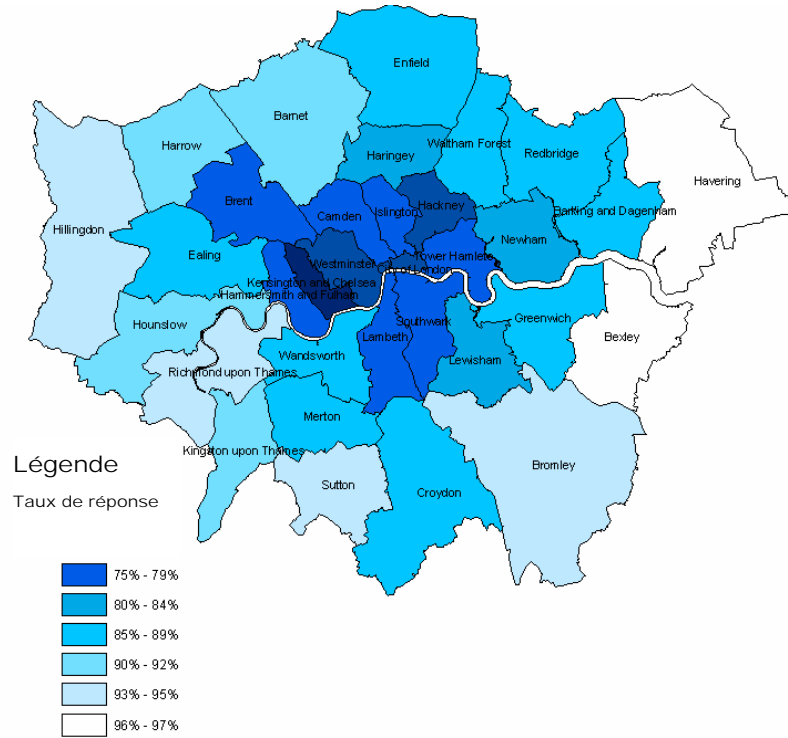 Enfield
Barnet
Harrow
Haringey
Waltham Forest
Redbridge
Havering
Hillingdon
Brent
Camden
Islington
Hackney
Barking and Dagenham
Newham
Ealing
Westminster
Tower Hamlets
City of London
Kensington and Chelsea
Hammersmith and Fulham
Hounslow
Greenwich
Southwark
Lambeth
Bexley
Wandsworth
Lewisham
Richmond upon Thames
Merton
Kingston upon Thames
Bromley
Sutton
Croydon
Légende
Taux de réponse
75% - 79%
80% - 84%
85% - 89%
90% - 92%
93% - 95%
96% - 97%